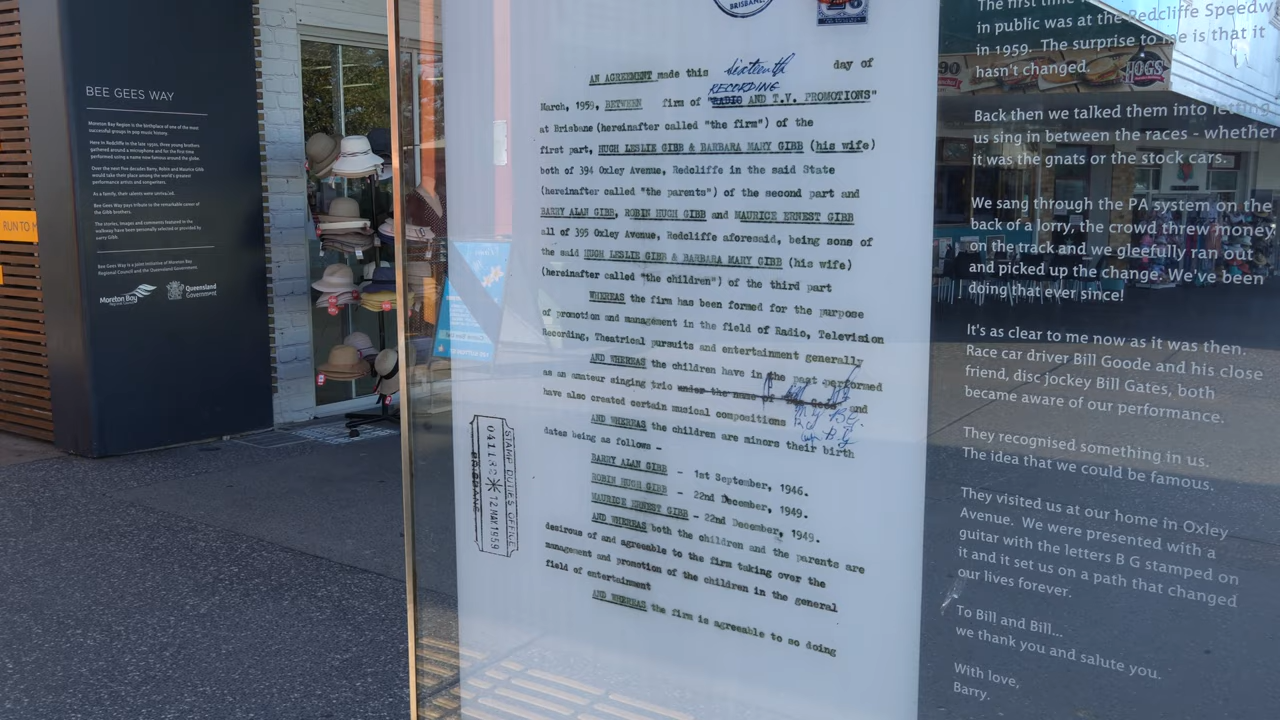 BEE GEES WAY
Moreton Bay Region is the birthplace of one of the most
successful groups in pop music history.
Here in Redcliffe in the late 1950s, three young brothers
gathered around a microphone and for the first time
performed using a name now famous around the globe.
Over the next five decades Barry, Robin and Maurice Gibb
would take their place among the world's greatest
performance artists and songwriters.
As a family, their talents were unrivalled.
Bee Gees Way pays tribute to the remarkable career of
the Gibb brothers.
The stories, images and comments featured in the
walkway have been personally selected or provided by
Barry Gibb.
Bee Gees Way is a joint initiative of Moreton Bay
Regional Council and the Queensland Government.
Moreton Bay
Regional Council
Queensland
Government
RUN TO
BRISBANE
AN AGREEMENT made this sixteenth day of
RECORDING
March, 1959, BETWEEN firm of "RADIO AND T.V. PROMOTIONS"
at Brisbane (hereinafter called "the firm") of the
first part, HUGH LESLIE GIBB & BARBARA MARY GIBB (his wife)
both of 394 Oxley Avenue, Redcliffe in the said State
(hereinafter called "the parents") of the second part and
BARRY ALAN GIBB, ROBIN HUGH GIBB and MAURICE ERNEST GIBB
all of 395 Oxley Avenue, Redcliffe aforesaid, being sons of
the said HUGH LESLIE GIBB & BARBARA MARY GIBB (his wife)
(hereinafter called "the children") of the third part
WHEREAS the firm has been formed for the purpose
of promotion and management in the field of Radio, Television
Recording, Theatrical pursuits and entertainment generally
AND WHEREAS the children have in the past performed
as an amateur singing trio under the name of and
have also created certain musical compositions
AND WHEREAS the children are minors their birth
dates being as follows -
BARRY ALAN GIBB - 1st September, 1946.
ROBIN HUGH GIBB - 22nd December, 1949.
MAURICE ERNEST GIBB - 22nd December, 1949.
AND WHEREAS both the children and the parents are
desirous of and agreeable to the firm taking over the
management and promotion of the children in the general
field of entertainment
AND WHEREAS the firm is agreeable to so doing
STAMP DUTIES OFFICE
12 MAY 1959
BRISBANE
The first time
in public was at the Redcliffe Speedw
in 1959. The surprise to me is that it
hasn't changed.
HOGS
Back then we talked them into letting
us sing in between the races - whether
it was the gnats or the stock cars.
We sang through the PA system on the
back of a lorry, the crowd threw money
on the track and we gleefully ran out
and picked up the change. We've been
doing that ever since!
It's as clear to me now as it was then.
Race car driver Bill Goode and his close
friend, disc jockey Bill Gates, both
became aware of our performance.
They recognised something in us.
The idea that we could be famous.
They visited us at our home in Oxley
Avenue. We were presented with a
guitar with the letters B G stamped on
it and it set us on a path that changed
our lives forever.
To Bill and Bill...
we thank you and salute you.
With love,
Barry.